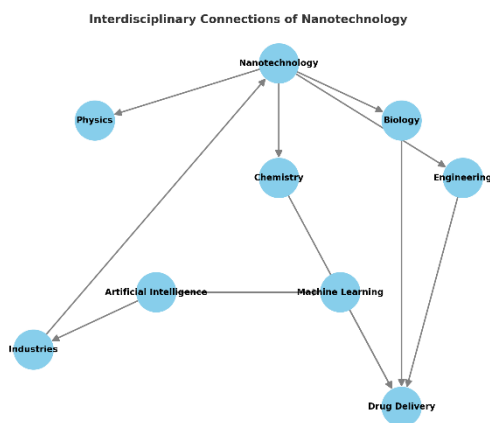 Interdisciplinary Connections of Nanotechnology
Nanotechnology
Physics
Biology
Chemistry
Engineering
Artificial Intelligence
Machine Learning
Industries
Drug Delivery